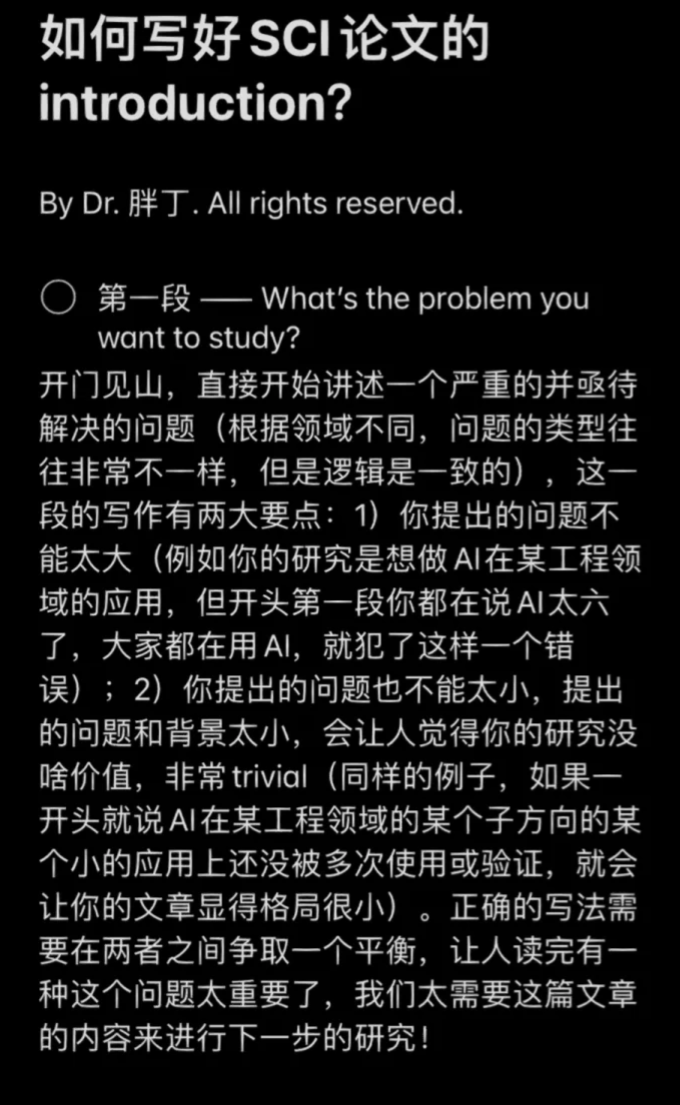 如何写好SCI论文的
introduction?
By Dr. 胖丁. All rights reserved.
第一段 —— What's the problem you
want to study?
开门见山，直接开始讲述一个严重的并亟待
解决的问题（根据领域不同，问题的类型往
往非常不一样，但是逻辑是一致的），这一
段的写作有两大要点：1）你提出的问题不
能太大（例如你的研究是想做AI在某工程领
域的应用，但开头第一段你都在说AI太六
了，大家都在用AI，就犯了这样一个错
误）；2）你提出的问题也不能太小，提出
的问题和背景太小，会让人觉得你的研究没
啥价值，非常trivial（同样的例子，如果一
开头就说AI在某工程领域的某个子方向的某
个小的应用上还没被多次使用或验证，就会
让你的文章显得格局很小）。正确的写法需
要在两者之间争取一个平衡，让人读完有一
种这个问题太重要了，我们太需要这篇文章
的内容来进行下一步的研究！